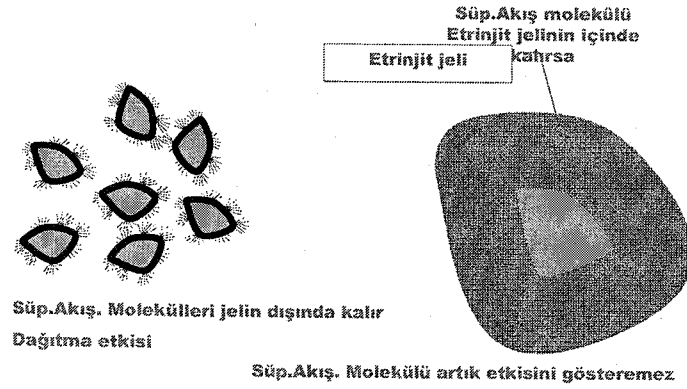 Süp.Akış molekülü
Etrinjit jelinin içinde
kalırsa
Etrinjit jeli
Süp.Akış. Molekülleri jelin dışında kalır
Dağıtma etkisi
Süp.Akış. Molekülü artık etkisini gösteremez